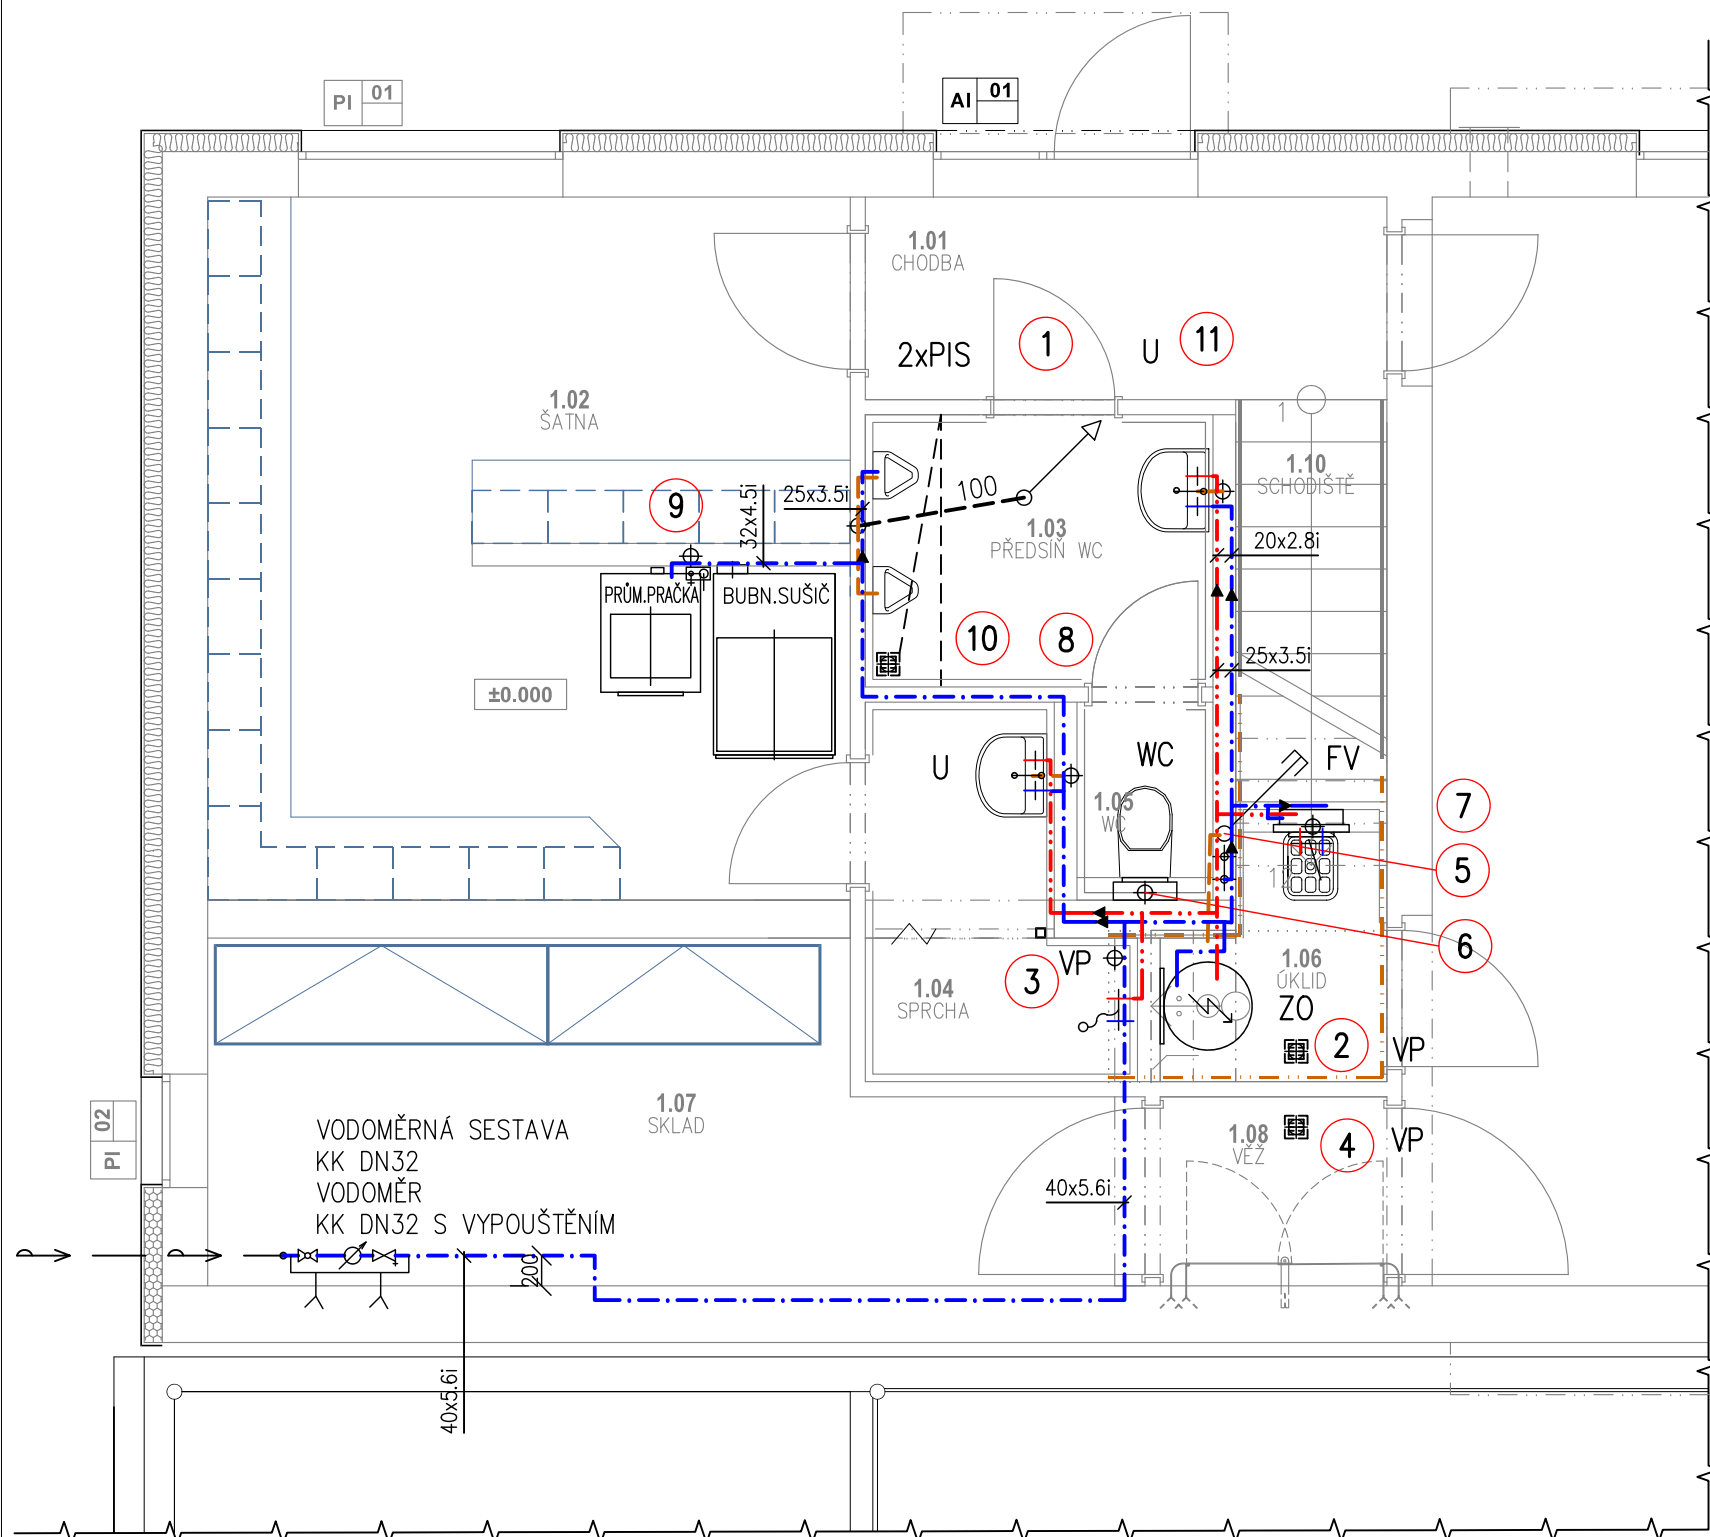 PI 01
AI 01
1.01
CHODBA
2xPIS
1
U
11
1.02
ŠATNA
1
1.10
SCHODIŠTĚ
9
32x4.5i
25x3.5i
100
1.03
PŘEDSÍŇ WC
20x2.8i
PRŮM.PRAČKA
BUBN.SUŠIČ
10
8
25x3.5i
±0.000
U
WC
FV
1.05
WC
7
5
12
6
VP
3
1.04
SPRCHA
1.06
ÚKLID
ZO
2
VP
02
PI
1.07
SKLAD
VODOMĚRNÁ SESTAVA
KK DN32
VODOMĚR
KK DN32 S VYPOUŠTĚNÍM
1.08
VĚŽ
4
VP
40x5.6i
200
40x5.6i